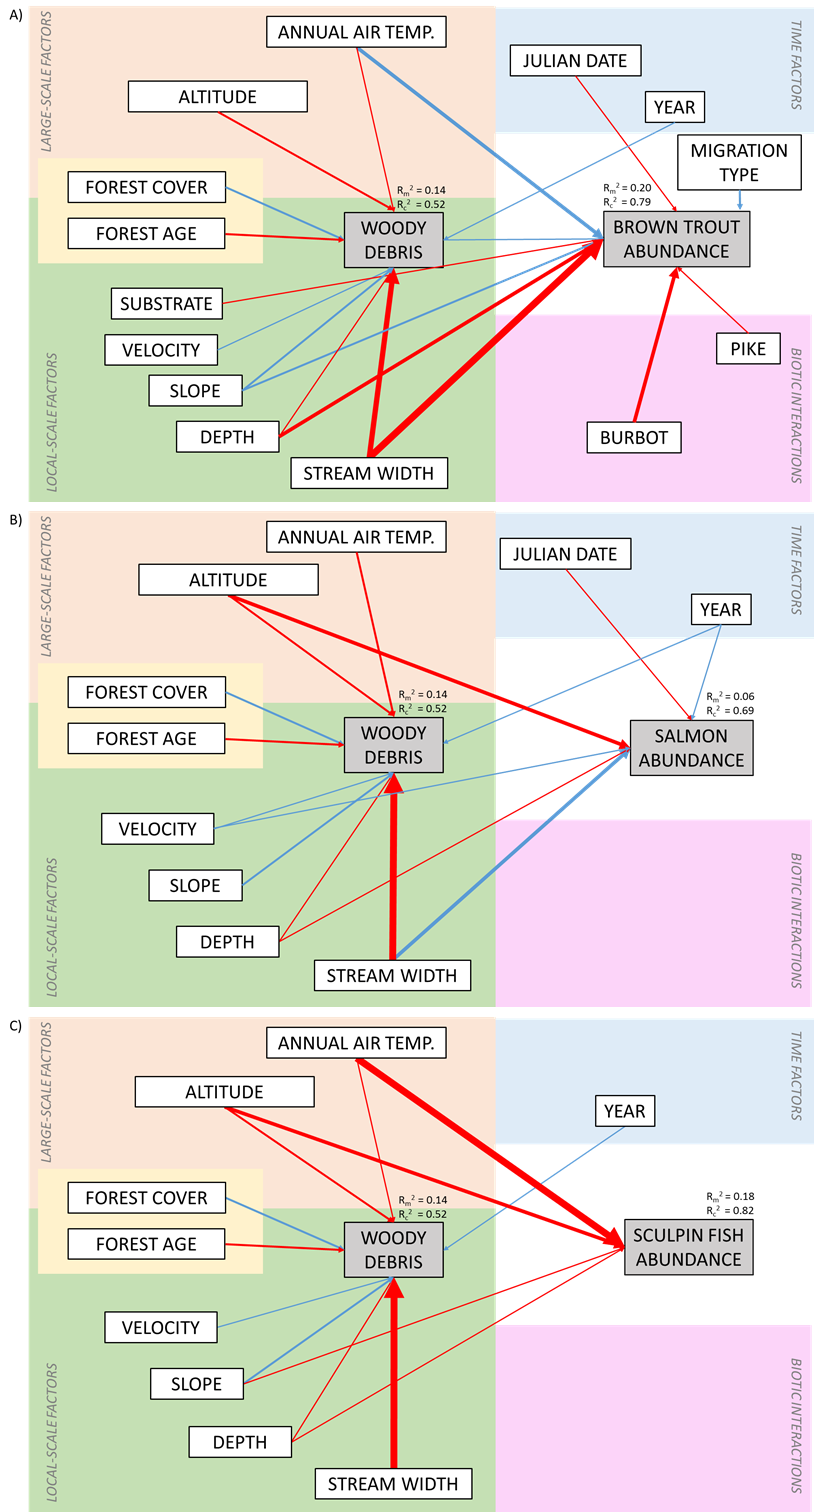 A)
LARGE-SCALE FACTORS
TIME FACTORS
ANNUAL AIR TEMP.
JULIAN DATE
ALTITUDE
YEAR
MIGRATION
TYPE
FOREST COVER
Rm² = 0.14
Rc² = 0.52
Rm² = 0.20
Rc² = 0.79
FOREST AGE
WOODY
DEBRIS
BROWN TROUT
ABUNDANCE
SUBSTRATE
VELOCITY
PIKE
SLOPE
LOCAL-SCALE FACTORS
BIOTIC INTERACTIONS
DEPTH
BURBOT
STREAM WIDTH
B)
LARGE-SCALE FACTORS
TIME FACTORS
ANNUAL AIR TEMP.
JULIAN DATE
ALTITUDE
YEAR
FOREST COVER
Rm² = 0.14
Rc² = 0.52
Rm² = 0.06
Rc² = 0.69
FOREST AGE
WOODY
DEBRIS
SALMON
ABUNDANCE
VELOCITY
SLOPE
LOCAL-SCALE FACTORS
BIOTIC INTERACTIONS
DEPTH
STREAM WIDTH
C)
LARGE-SCALE FACTORS
TIME FACTORS
ANNUAL AIR TEMP.
ALTITUDE
YEAR
FOREST COVER
Rm² = 0.14
Rc² = 0.52
Rm² = 0.18
Rc² = 0.82
FOREST AGE
WOODY
DEBRIS
SCULPIN FISH
ABUNDANCE
VELOCITY
SLOPE
LOCAL-SCALE FACTORS
BIOTIC INTERACTIONS
DEPTH
STREAM WIDTH